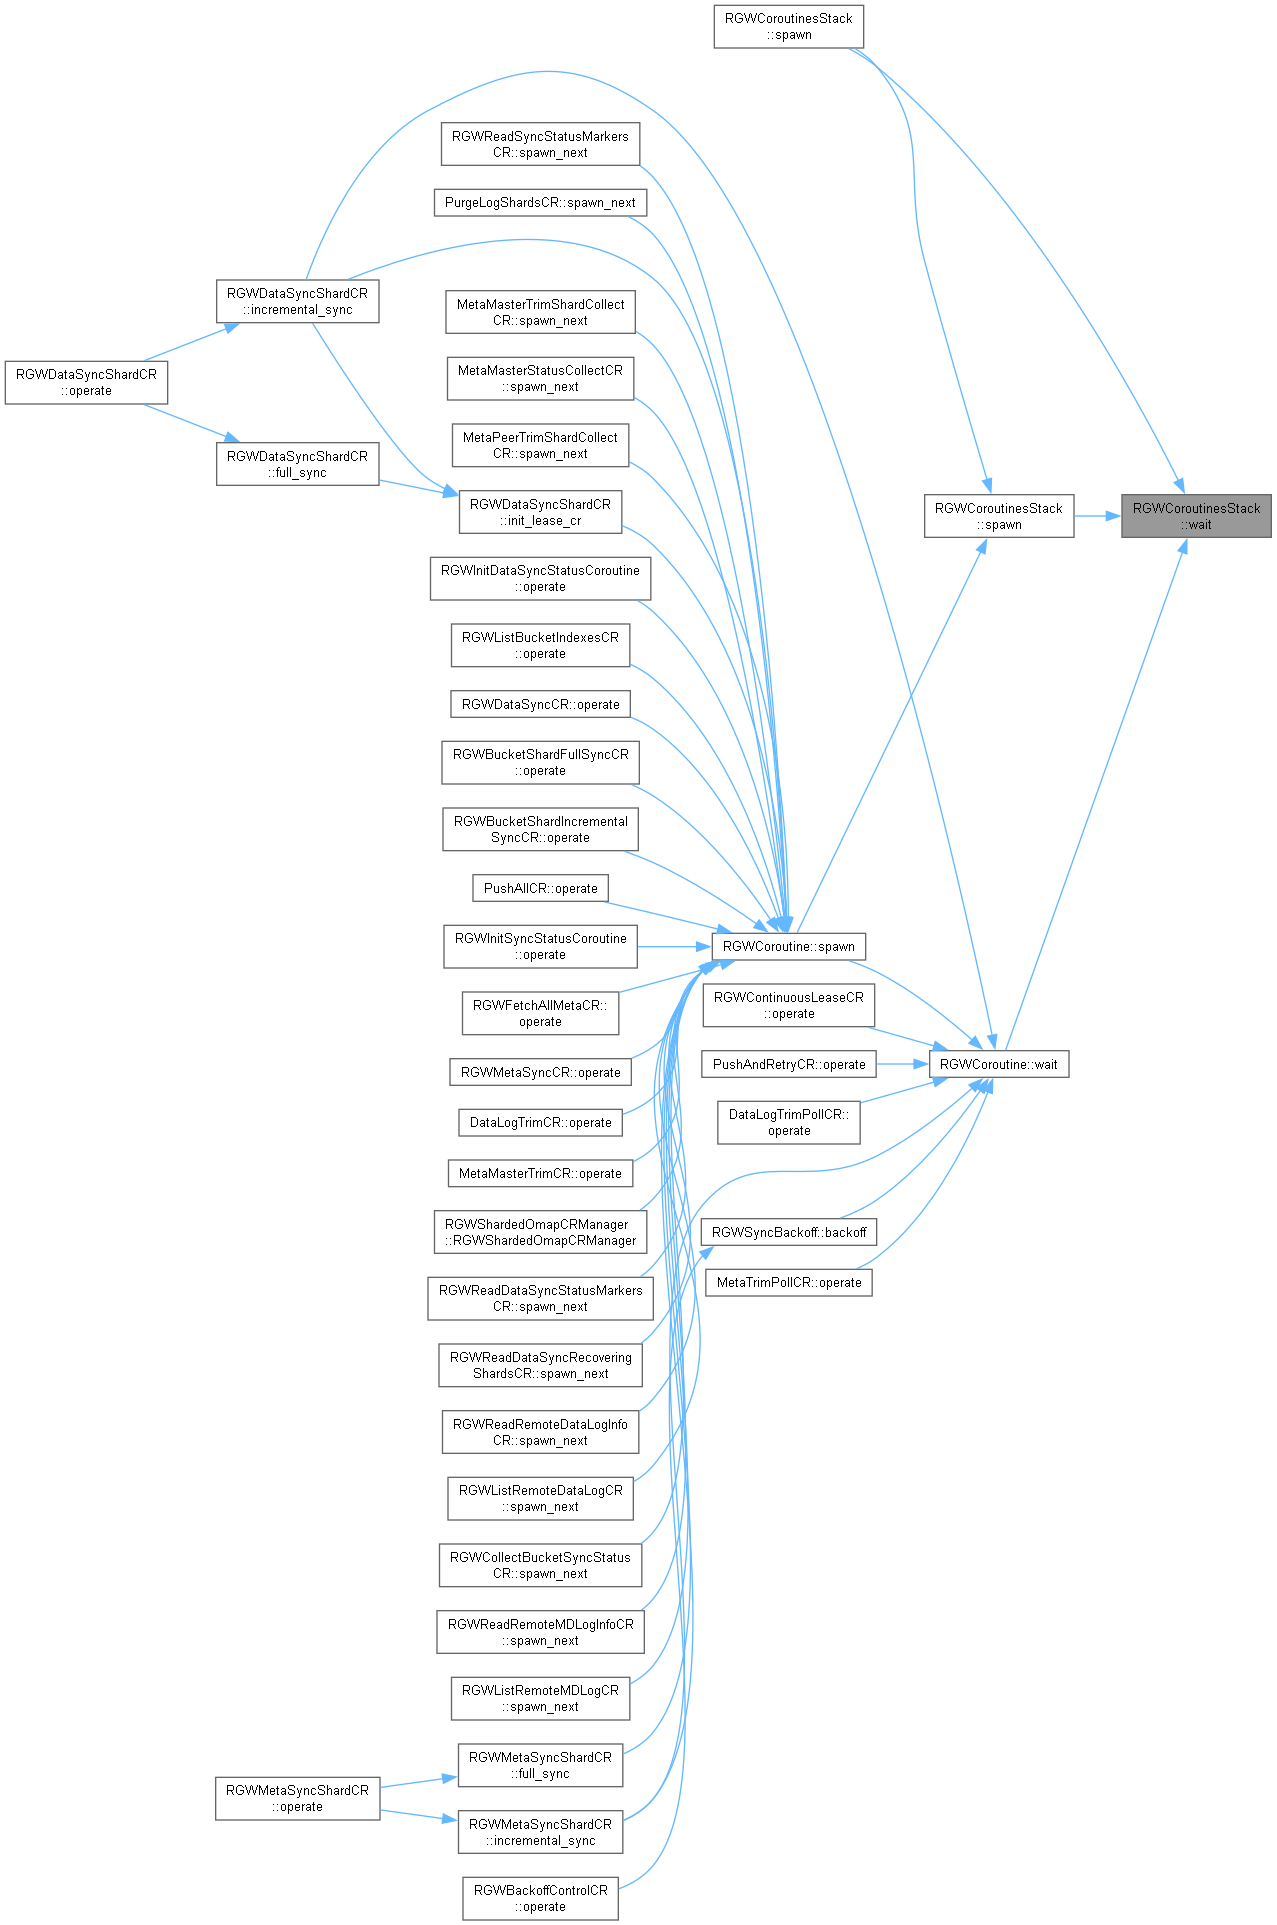 RGWCoroutinesStack
::spawn
RGWReadSyncStatusMarkers
CR::spawn_next
PurgeLogShardsCR::spawn_next
RGWDataSyncShardCR
::incremental_sync
MetaMasterTrimShardCollect
CR::spawn_next
RGWDataSyncShardCR
::operate
MetaMasterStatusCollectCR
::spawn_next
MetaPeerTrimShardCollect
CR::spawn_next
RGWDataSyncShardCR
::full_sync
RGWDataSyncShardCR
::init_lease_cr
RGWCoroutinesStack
::spawn
RGWCoroutinesStack
::wait
RGWInitDataSyncStatusCoroutine
::operate
RGWListBucketIndexesCR
::operate
RGWDataSyncCR::operate
RGWBucketShardFullSyncCR
::operate
RGWBucketShardIncremental
SyncCR::operate
PushAllCR::operate
RGWInitSyncStatusCoroutine
::operate
RGWCoroutine::spawn
RGWFetchAllMetaCR::
operate
RGWContinuousLeaseCR
::operate
RGWMetaSyncCR::operate
PushAndRetryCR::operate
RGWCoroutine::wait
DataLogTrimCR::operate
DataLogTrimPollCR::
operate
MetaMasterTrimCR::operate
RGWShardedOmapCRManager
::RGWShardedOmapCRManager
RGWSyncBackoff::backoff
RGWReadDataSyncStatusMarkers
CR::spawn_next
MetaTrimPollCR::operate
RGWReadDataSyncRecovering
ShardsCR::spawn_next
RGWReadRemoteDataLogInfo
CR::spawn_next
RGWListRemoteDataLogCR
::spawn_next
RGWCollectBucketSyncStatus
CR::spawn_next
RGWReadRemoteMDLogInfoCR
::spawn_next
RGWListRemoteMDLogCR
::spawn_next
RGWMetaSyncShardCR
::full_sync
RGWMetaSyncShardCR
::operate
RGWMetaSyncShardCR
::incremental_sync
RGWBackoffControlCR
::operate